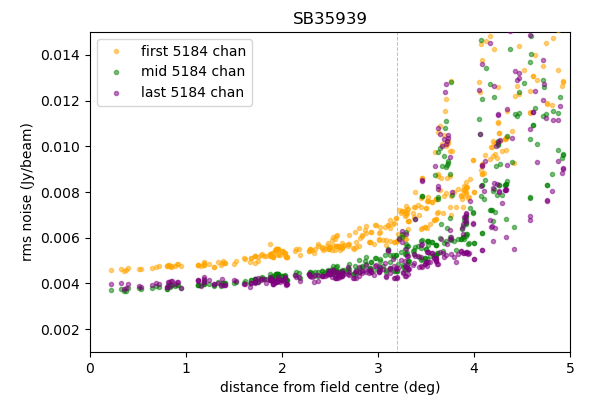 SB35939
first 5184 chan
mid 5184 chan
last 5184 chan
rms noise (Jy/beam)
0.014
0.012
0.010
0.008
0.006
0.004
0.002
0 1 2 3 4 5
distance from field centre (deg)